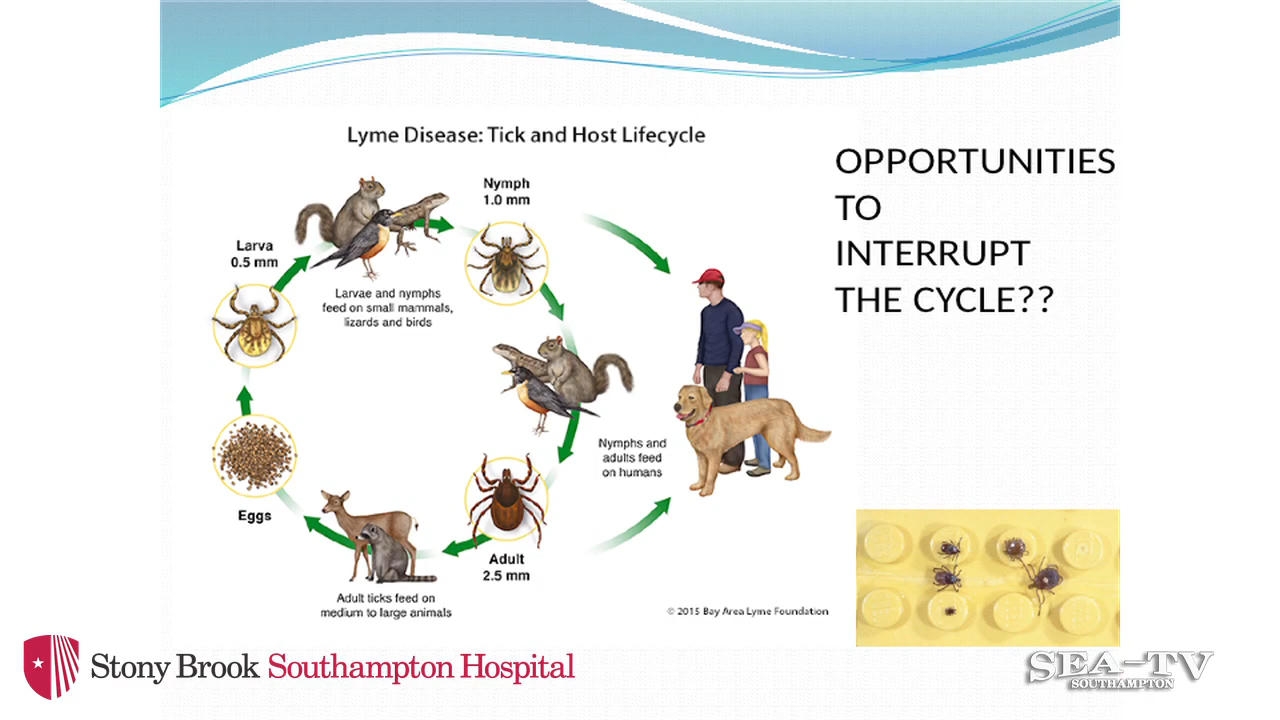 Lyme Disease: Tick and Host Lifecycle
OPPORTUNITIES
TO
INTERRUPT
THE CYCLE??
Nymph
1.0 mm
Larva
0.5 mm
Larvae and nymphs
feed on small mammals,
lizards and birds
Nymphs and
adults feed
on humans
Eggs
Adult
2.5 mm
Adult ticks feed on
medium to large animals
© 2015 Bay Area Lyme Foundation
Stony Brook Southampton Hospital
SEA-TV
SOUTHAMPTON